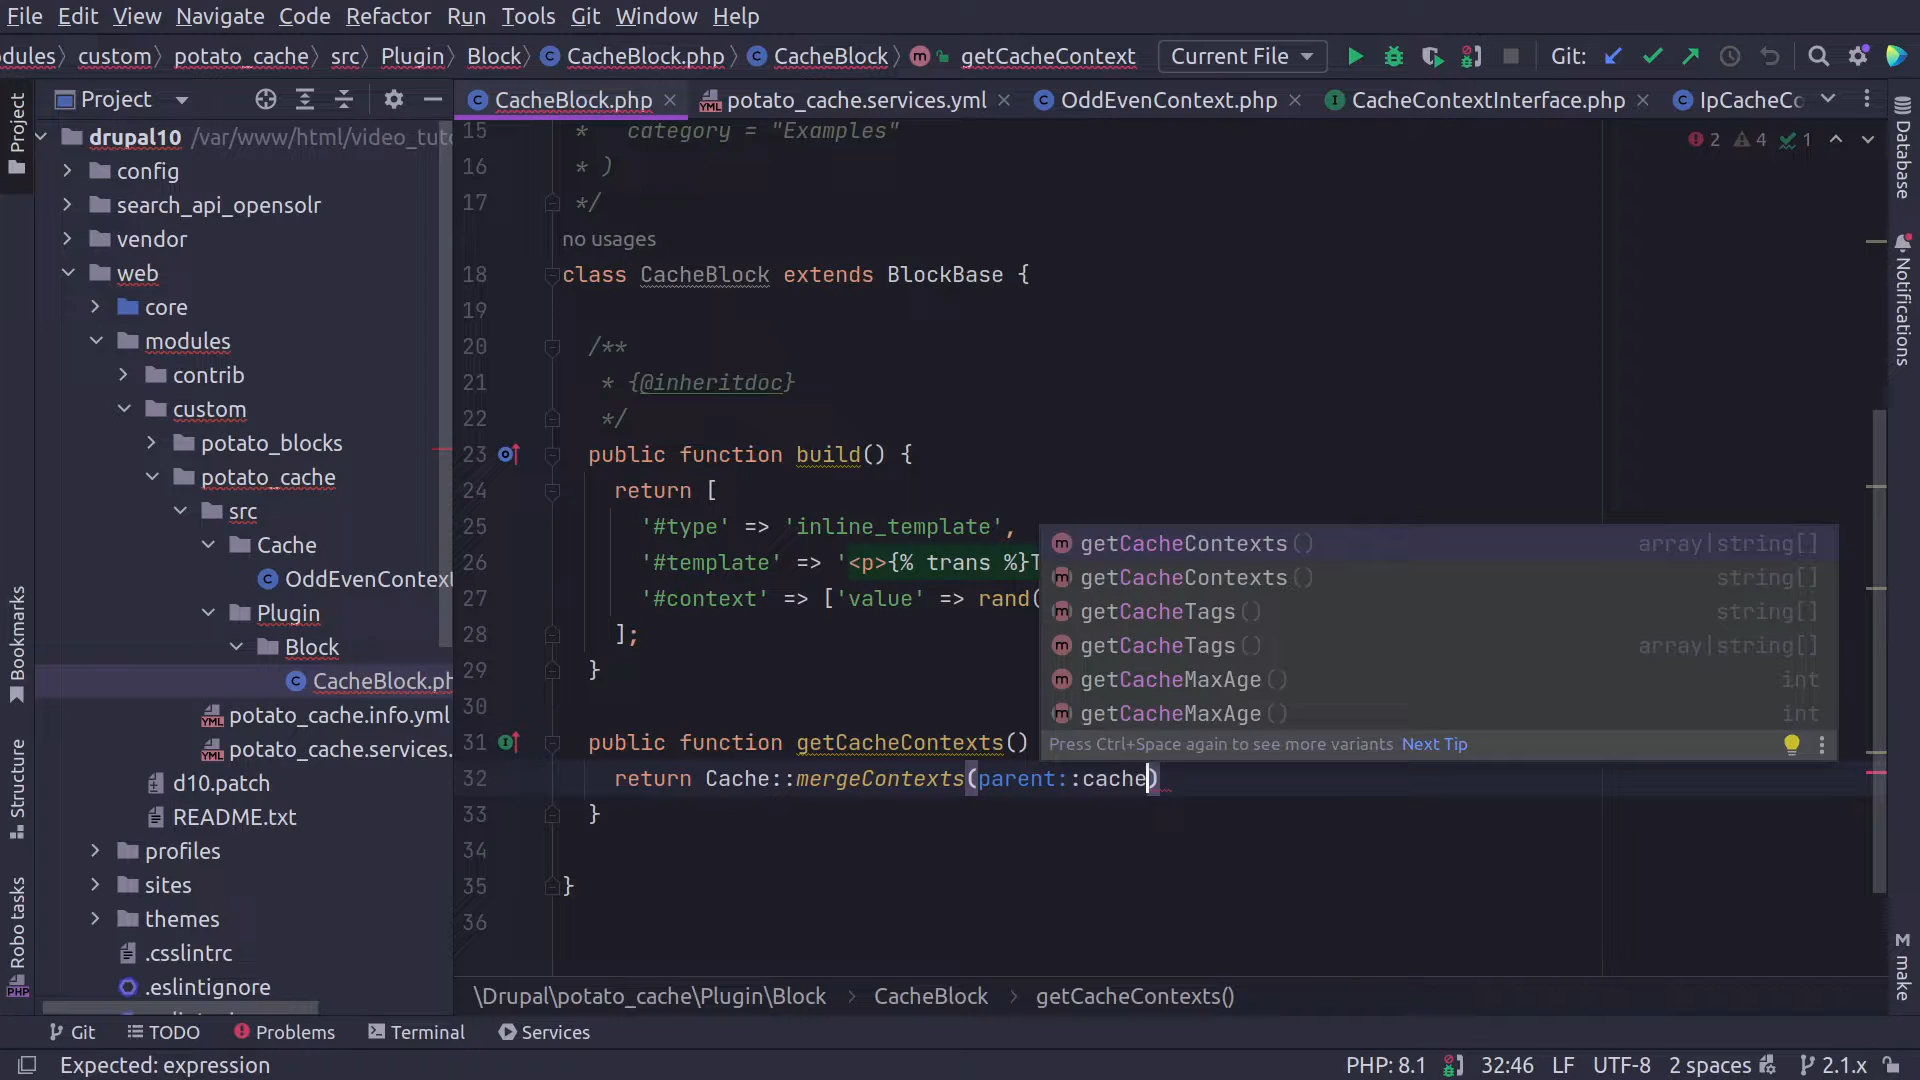 File Edit View Navigate Code Refactor Run Tools Git Window Help
dules custom potato_cache src Plugin Block CacheBlock.php CacheBlock getCacheContext Current File Git:
Project CacheBlock.php potato_cache.services.yml OddEvenContext.php CacheContextInterface.php IpCacheCo
Project
Bookmarks
Structure
Robo tasks
drupal10 /var/www/html/video_tuto
config
search_api_opensolr
vendor
web
core
modules
contrib
custom
potato_blocks
potato_cache
src
Cache
OddEvenContext
Plugin
Block
CacheBlock.ph
potato_cache.info.yml
potato_cache.services.
d10.patch
README.txt
profiles
sites
themes
.csslintrc
.eslintignore
2 4 1
15 * category = "Examples"
16 * )
17 */
no usages
18 class CacheBlock extends BlockBase {
19
20 /**
21 * {@inheritdoc}
22 */
23 public function build() {
24 return [
25 '#type' => 'inline_template',
26 '#template' => '<p>{% trans %}T
27 '#context' => ['value' => rand(
28 ];
29 }
30
31 public function getCacheContexts()
32 return Cache::mergeContexts(parent::cache)
33 }
34
35 }
36
getCacheContexts() array|string[]
getCacheContexts() string[]
getCacheTags() string[]
getCacheTags() array|string[]
getCacheMaxAge() int
getCacheMaxAge() int
Press Ctrl+Space again to see more variants Next Tip
Database
Notifications
make
\Drupal\potato_cache\Plugin\Block CacheBlock getCacheContexts()
Git TODO Problems Terminal Services
Expected: expression PHP: 8.1 32:46 LF UTF-8 2 spaces 2.1.x